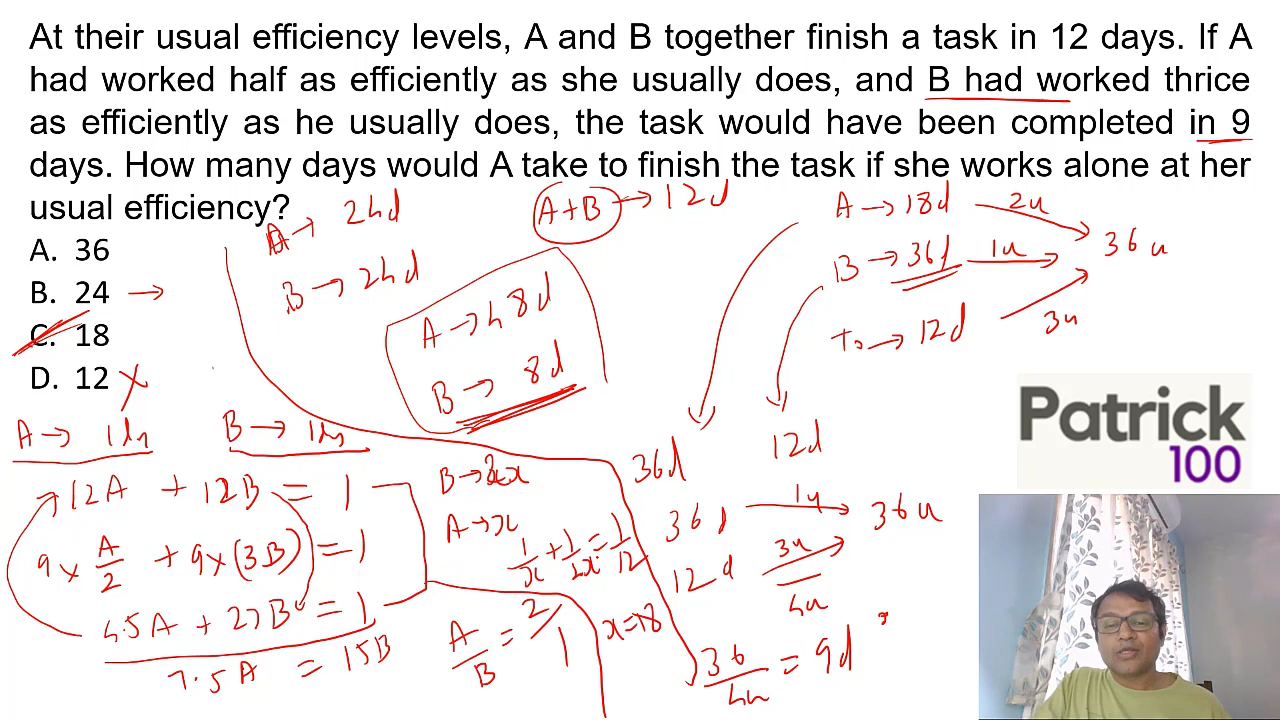 At their usual efficiency levels, A and B together finish a task in 12 days. If A
had worked half as efficiently as she usually does, and B had worked thrice
as efficiently as he usually does, the task would have been completed in 9
days. How many days would A take to finish the task if she works alone at her
usual efficiency?
A. 36
B. 24 →
C. 18
D. 12 X
A → 24d
B → 24d
A+B → 12d
A → 48d
B → 8d
A → 18d 2u
B → 36d 1u 36u
→ 12d 3u
36d 12d
36d 1u 36u
12d 3u
4u
36/4u = 9d
A → 1dy B → 1dy
12A + 12B = 1
9 x A/2 + 9 x (3B) = 1
4.5A + 27B = 1
7.5A = 15B
B → 2x
A → x
1/x + 1/2x = 1/12
A/B = 2/1 x = 18
Patrick
100